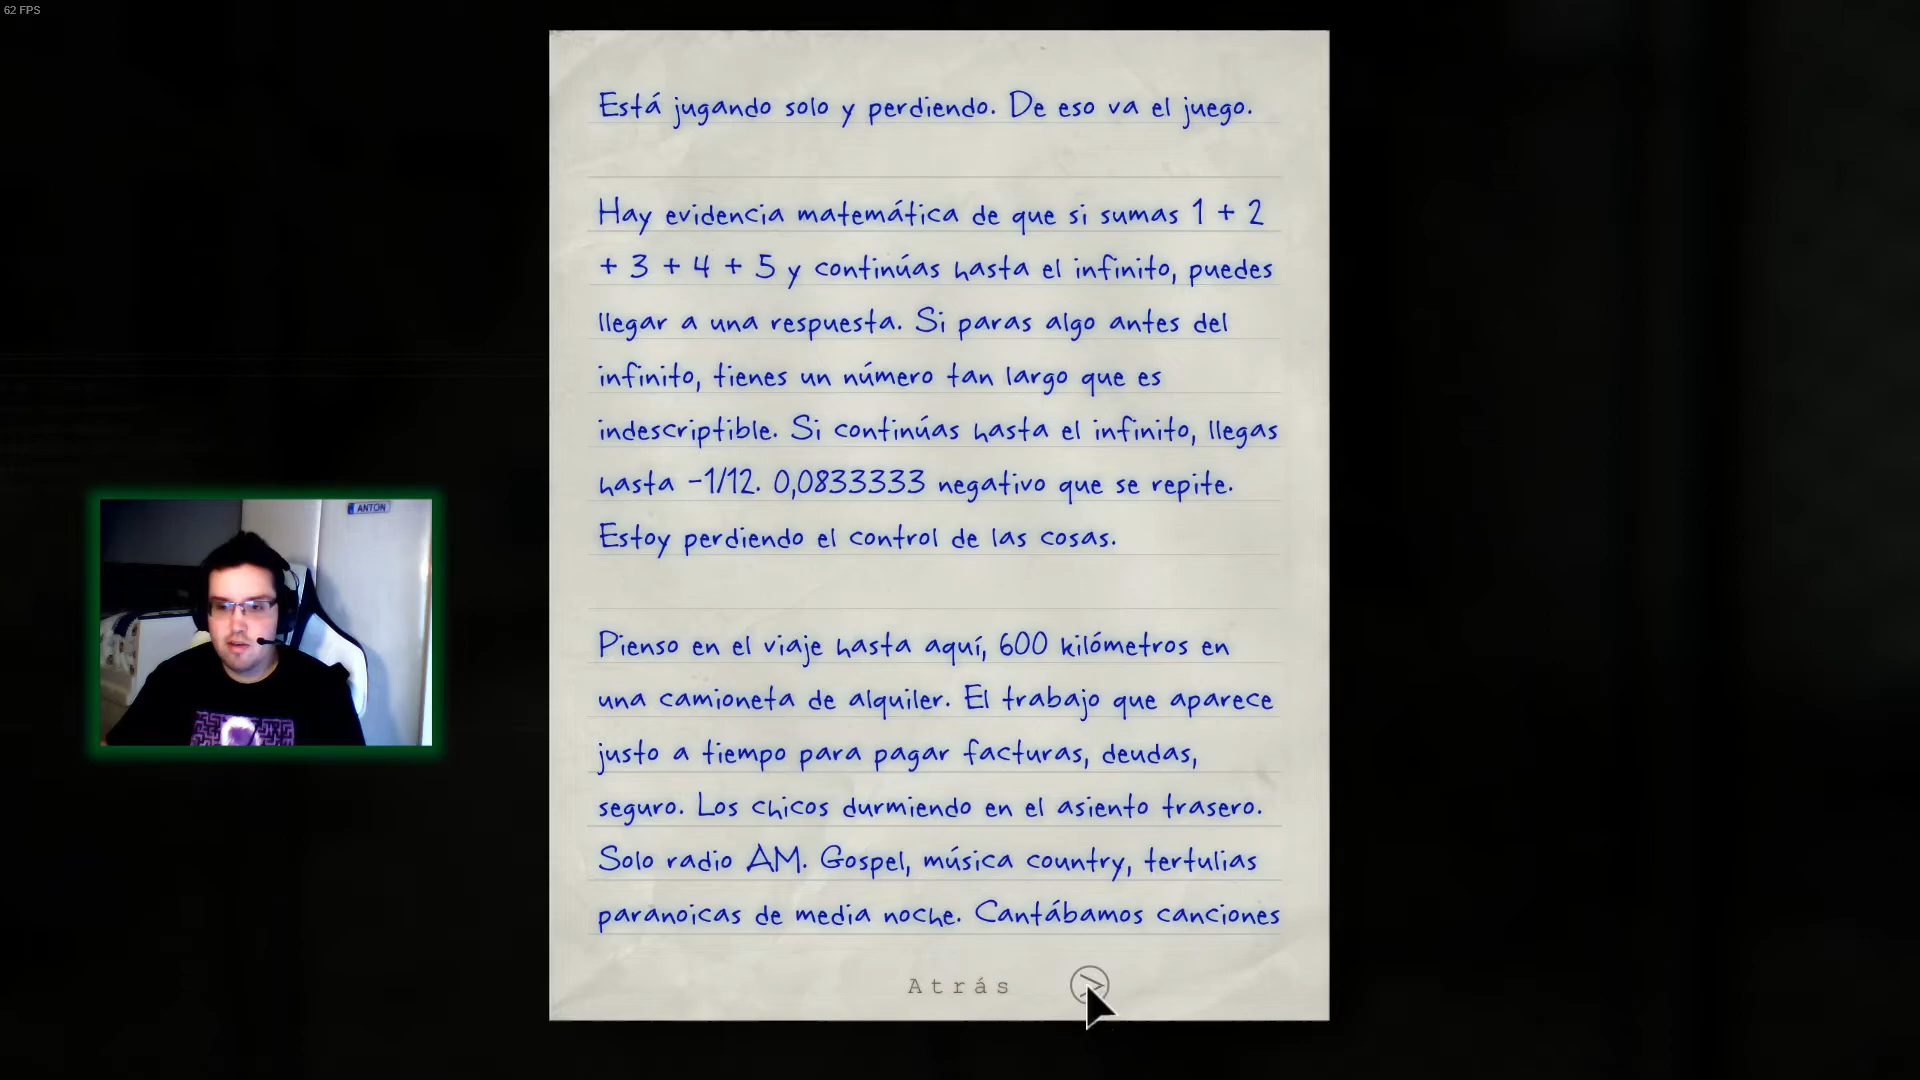 62 FPS
Está jugando solo y perdiendo. De eso va el juego.
Hay evidencia matemática de que si sumas 1 + 2
+ 3 + 4 + 5 y continúas hasta el infinito, puedes
llegar a una respuesta. Si paras algo antes del
infinito, tienes un número tan largo que es
indescriptible. Si continúas hasta el infinito, llegas
hasta -1/12. 0,0833333 negativo que se repite.
Estoy perdiendo el control de las cosas.
ANTON
Pienso en el viaje hasta aquí, 600 kilómetros en
una camioneta de alquiler. El trabajo que aparece
justo a tiempo para pagar facturas, deudas,
seguro. Los chicos durmiendo en el asiento trasero.
Solo radio AM. Gospel, música country, tertulias
paranoicas de media noche. Cantábamos canciones
Atrás